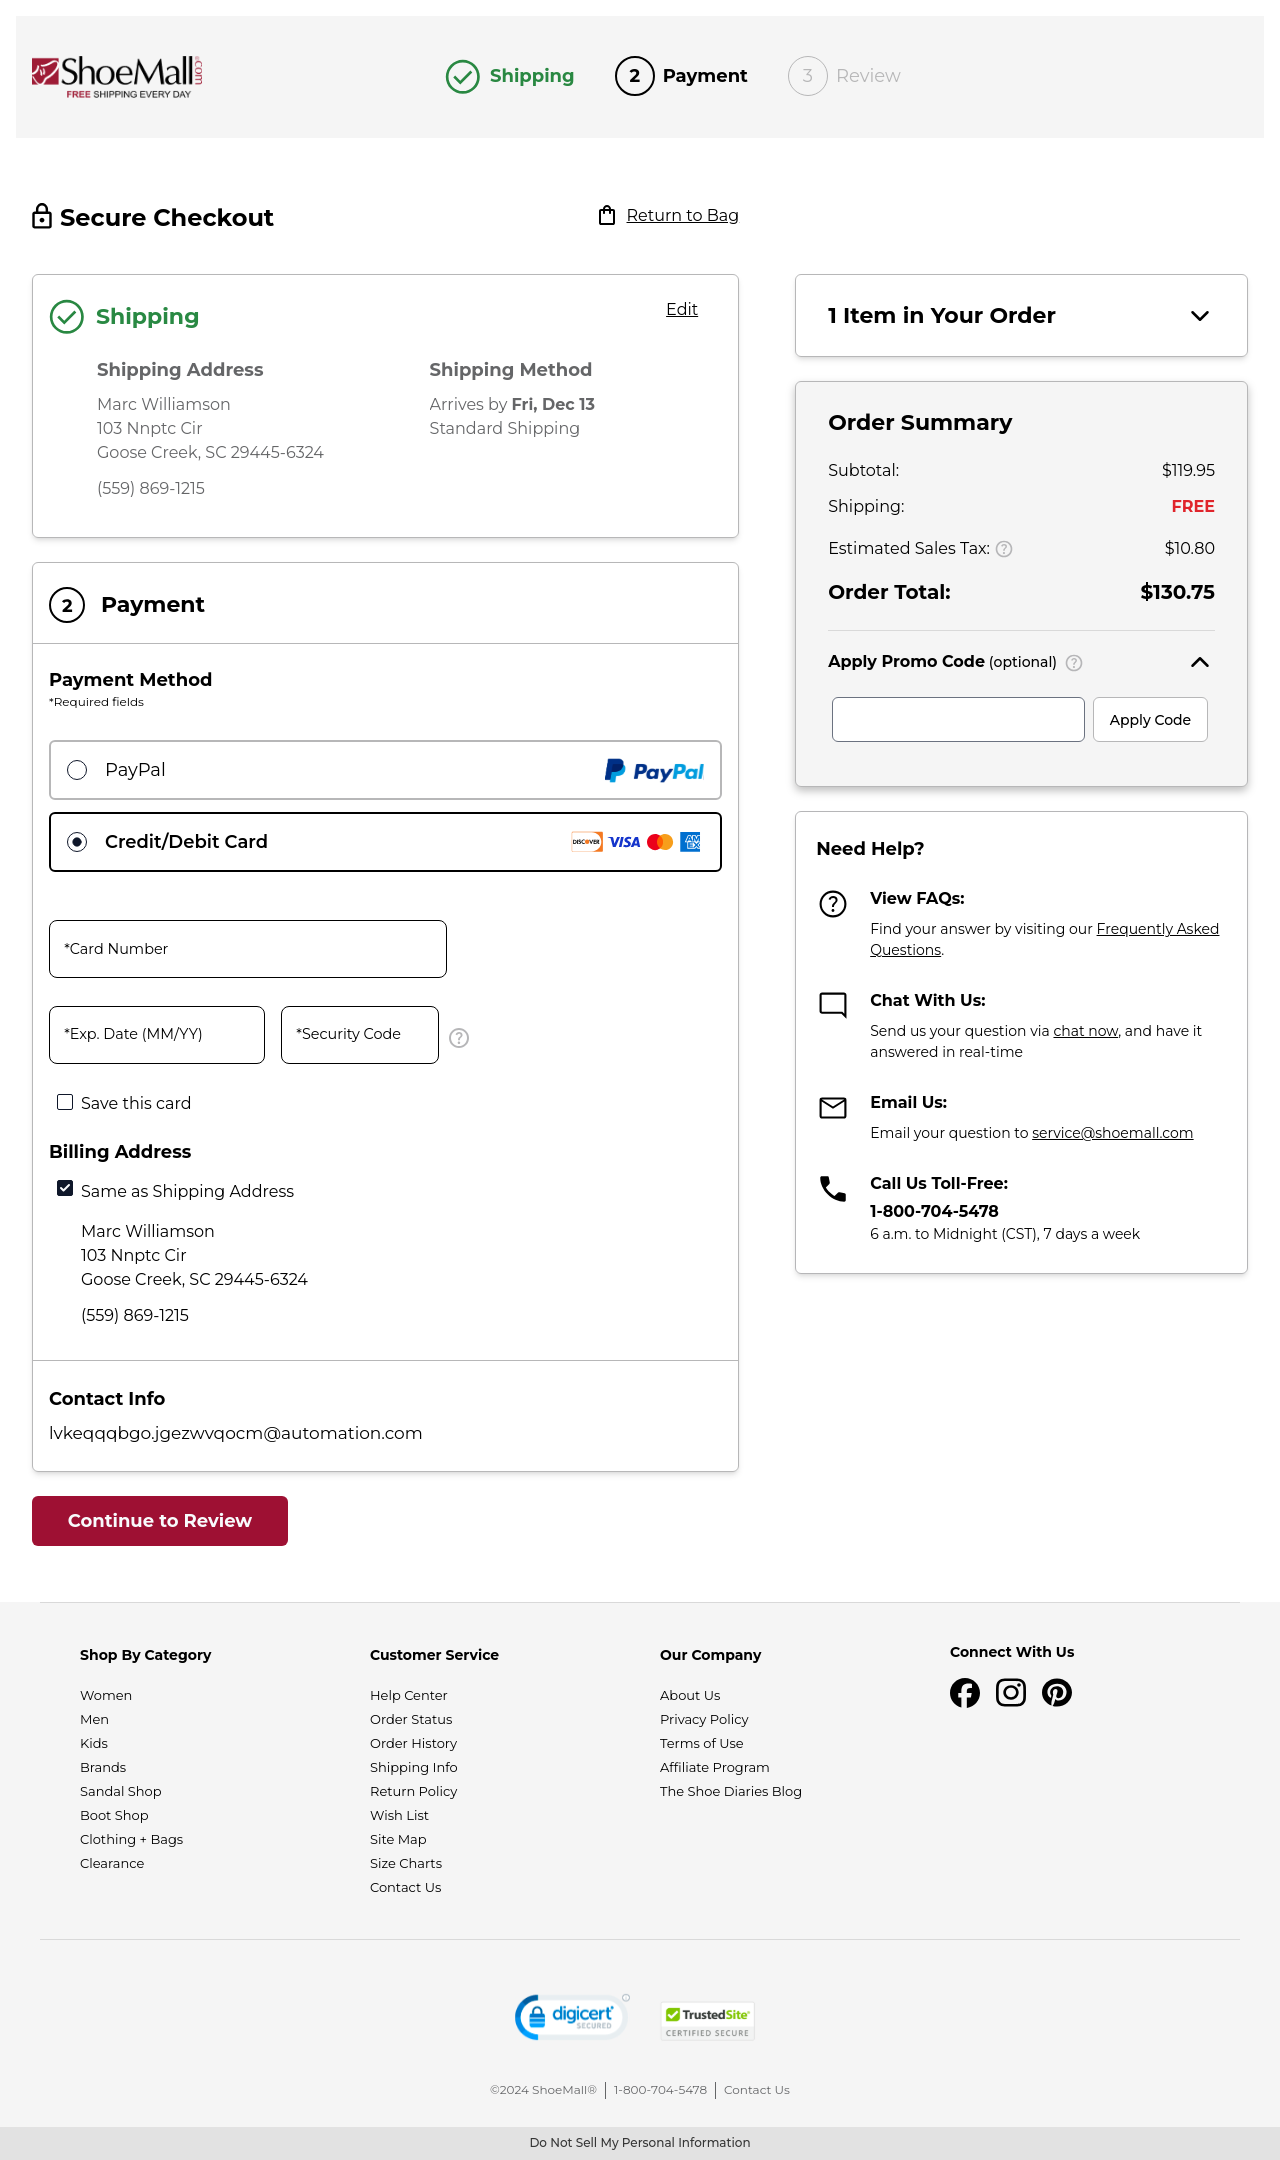 ShoeMall.com
FREE SHIPPING EVERY DAY
Shipping
2 Payment
3 Review
Secure Checkout
Return to Bag
Shipping
Edit
Shipping Address
Marc Williamson
103 Nnptc Cir
Goose Creek, SC 29445-6324
(559) 869-1215
Shipping Method
Arrives by Fri, Dec 13
Standard Shipping
2 Payment
Payment Method
*Required fields
PayPal
PayPal
Credit/Debit Card
DISCOVER VISA AMEX
*Card Number
*Exp. Date (MM/YY)
*Security Code
?
Save this card
Billing Address
Same as Shipping Address
Marc Williamson
103 Nnptc Cir
Goose Creek, SC 29445-6324
(559) 869-1215
Contact Info
lvkeqqqbgo.jgezwvqocm@automation.com
Continue to Review
1 Item in Your Order
Order Summary
Subtotal: $119.95
Shipping: FREE
Estimated Sales Tax: ? $10.80
Order Total: $130.75
Apply Promo Code (optional) ?
Apply Code
Need Help?
?
View FAQs:
Find your answer by visiting our Frequently Asked
Questions.
Chat With Us:
Send us your question via chat now, and have it
answered in real-time
Email Us:
Email your question to service@shoemall.com
Call Us Toll-Free:
1-800-704-5478
6 a.m. to Midnight (CST), 7 days a week
Shop By Category
Women
Men
Kids
Brands
Sandal Shop
Boot Shop
Clothing + Bags
Clearance
Customer Service
Help Center
Order Status
Order History
Shipping Info
Return Policy
Wish List
Site Map
Size Charts
Contact Us
Our Company
About Us
Privacy Policy
Terms of Use
Affiliate Program
The Shoe Diaries Blog
Connect With Us
digicert
SECURED
TrustedSite
CERTIFIED SECURE
©2024 ShoeMall® | 1-800-704-5478 | Contact Us
Do Not Sell My Personal Information